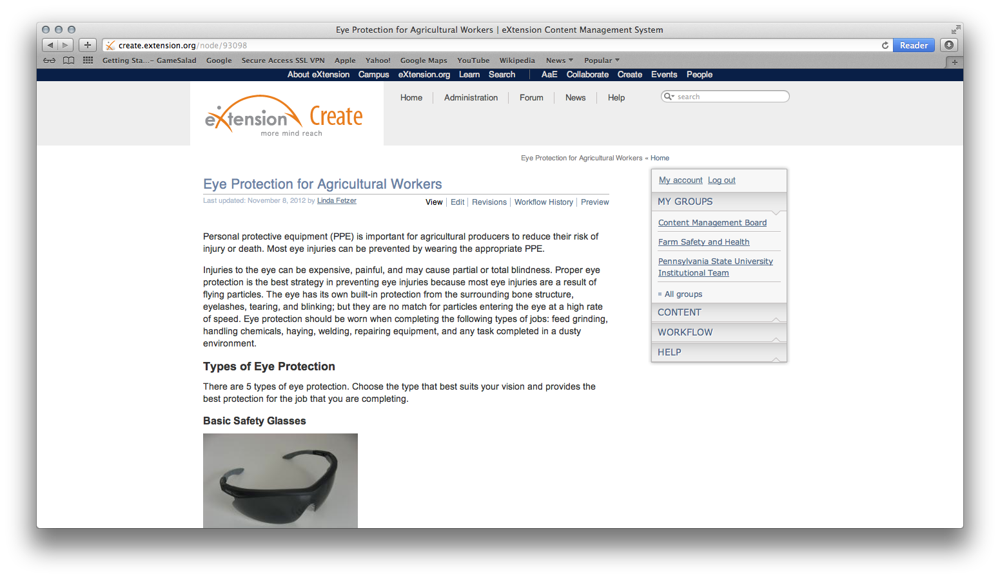 Eye Protection for Agricultural Workers | eXtension Content Management System
create.extension.org/node/93098
Reader
Getting Sta...– GameSalad Google Secure Access SSL VPN Apple Yahoo! Google Maps YouTube Wikipedia News Popular
About eXtension Campus eXtension.org Learn Search AaE Collaborate Create Events People
Home Administration Forum News Help search
eXtension Create
more mind reach
Eye Protection for Agricultural Workers « Home
My account Log out
Eye Protection for Agricultural Workers
Last updated: November 8, 2012 by Linda Fetzer
View Edit Revisions Workflow History Preview
Personal protective equipment (PPE) is important for agricultural producers to reduce their risk of
injury or death. Most eye injuries can be prevented by wearing the appropriate PPE.
Injuries to the eye can be expensive, painful, and may cause partial or total blindness. Proper eye
protection is the best strategy in preventing eye injuries because most eye injuries are a result of
flying particles. The eye has its own built-in protection from the surrounding bone structure,
eyelashes, tearing, and blinking; but they are no match for particles entering the eye at a high rate
of speed. Eye protection should be worn when completing the following types of jobs: feed grinding,
handling chemicals, haying, welding, repairing equipment, and any task completed in a dusty
environment.
Types of Eye Protection
There are 5 types of eye protection. Choose the type that best suits your vision and provides the
best protection for the job that you are completing.
Basic Safety Glasses
MY GROUPS
Content Management Board
Farm Safety and Health
Pennsylvania State University
Institutional Team
All groups
CONTENT
WORKFLOW
HELP